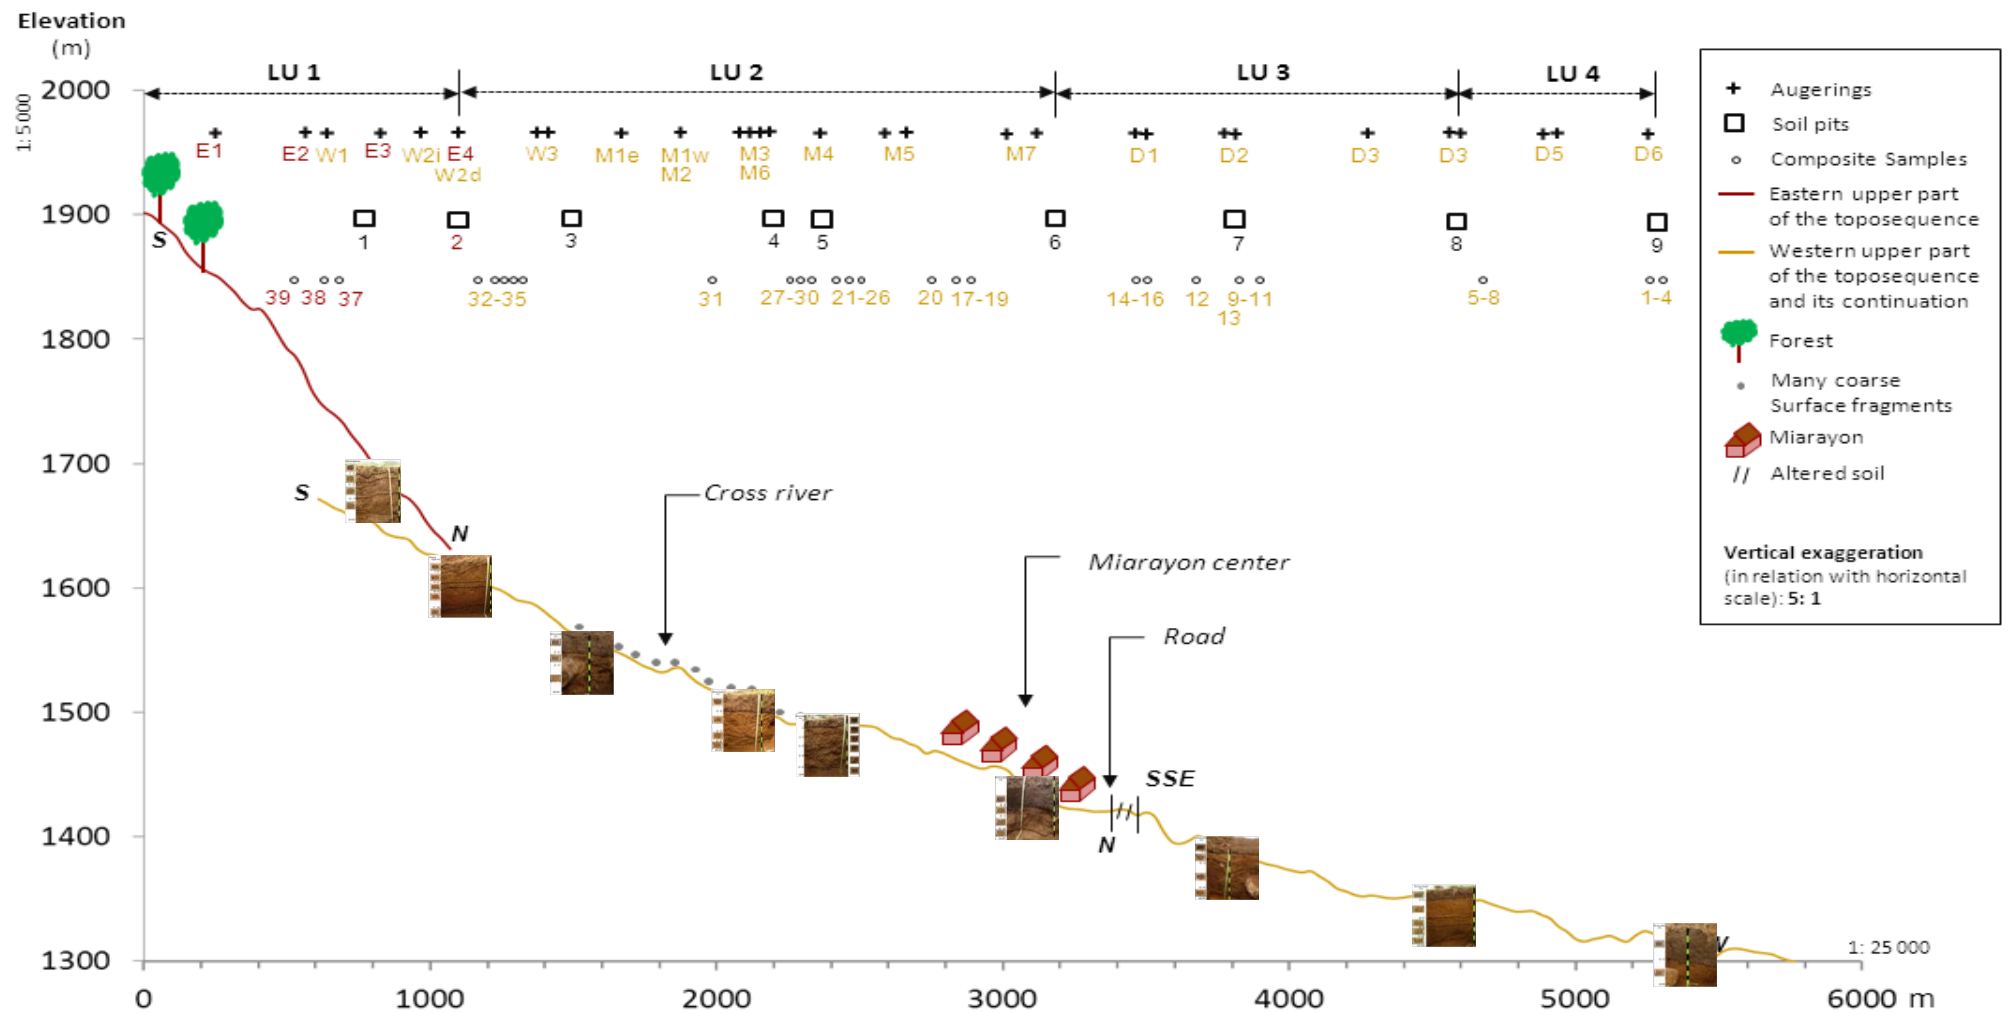 Elevation
(m)
LU 1
LU 2
LU 3
LU 4
2000
1: 5 000
E1
E2
W1
E3
W2i
E4
W2d
W3
M1e
M1w
M2
M3
M6
M4
M5
M7
D1
D2
D3
D3
D5
D6
1900
S
1
2
3
4
5
6
7
8
9
39
38
37
32-35
31
27-30
21-26
20
17-19
14-16
12
9-11
13
5-8
1-4
1800
1700
S
N
Cross river
1600
Miarayon center
Road
1500
SSE
N
1400
1300
1: 25 000
0
1000
2000
3000
4000
5000
6000 m
Augerings
Soil pits
Composite Samples
Eastern upper part
of the toposequence
Western upper part
of the toposequence
and its continuation
Forest
Many coarse
Surface fragments
Miarayon
Altered soil
Vertical exaggeration
(in relation with horizontal
scale): 5: 1